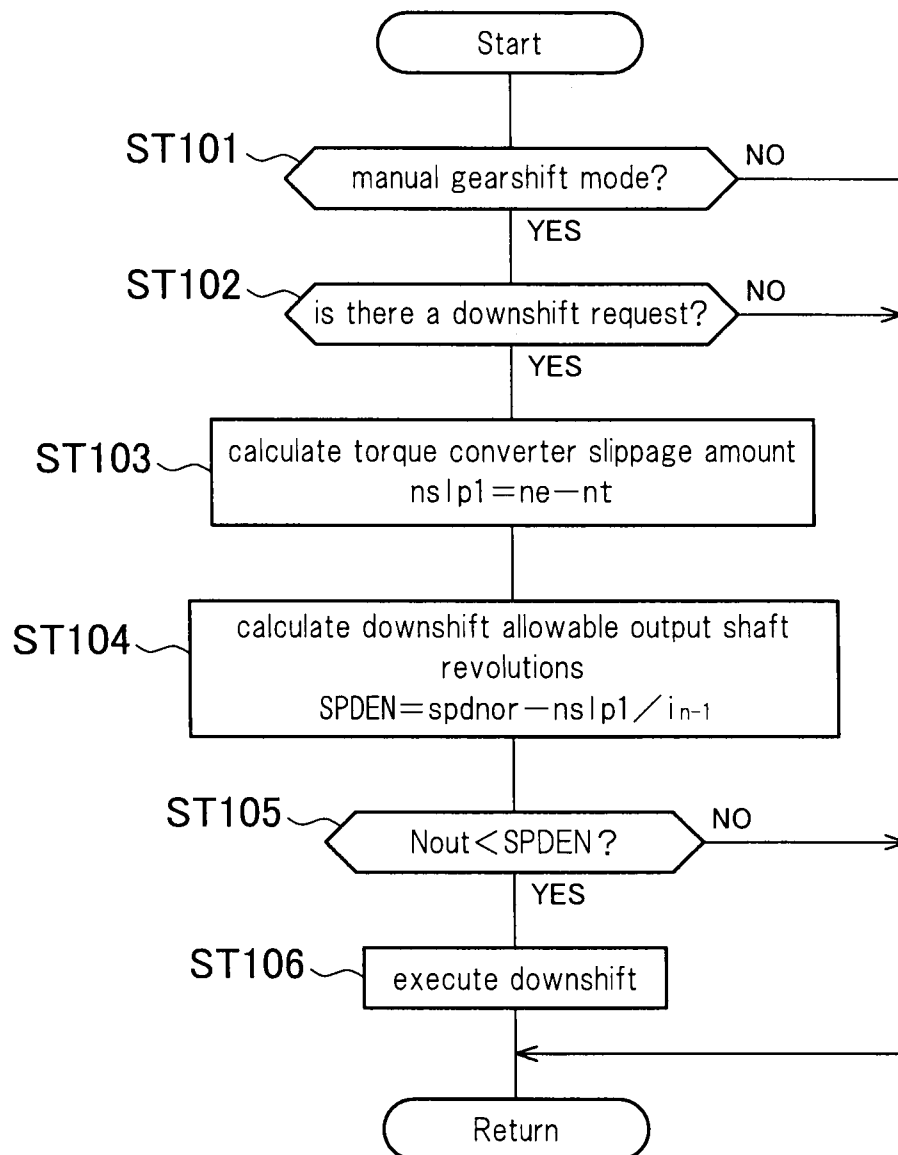 Start
ST101
manual gearshift mode?
NO
YES
ST102
is there a downshift request?
NO
YES
ST103
calculate torque converter slippage amount
nslp1=ne-nt
ST104
calculate downshift allowable output shaft
revolutions
SPDEN=spdnor-nslp1/in-1
ST105
Nout<SPDEN?
NO
YES
ST106
execute downshift
Return